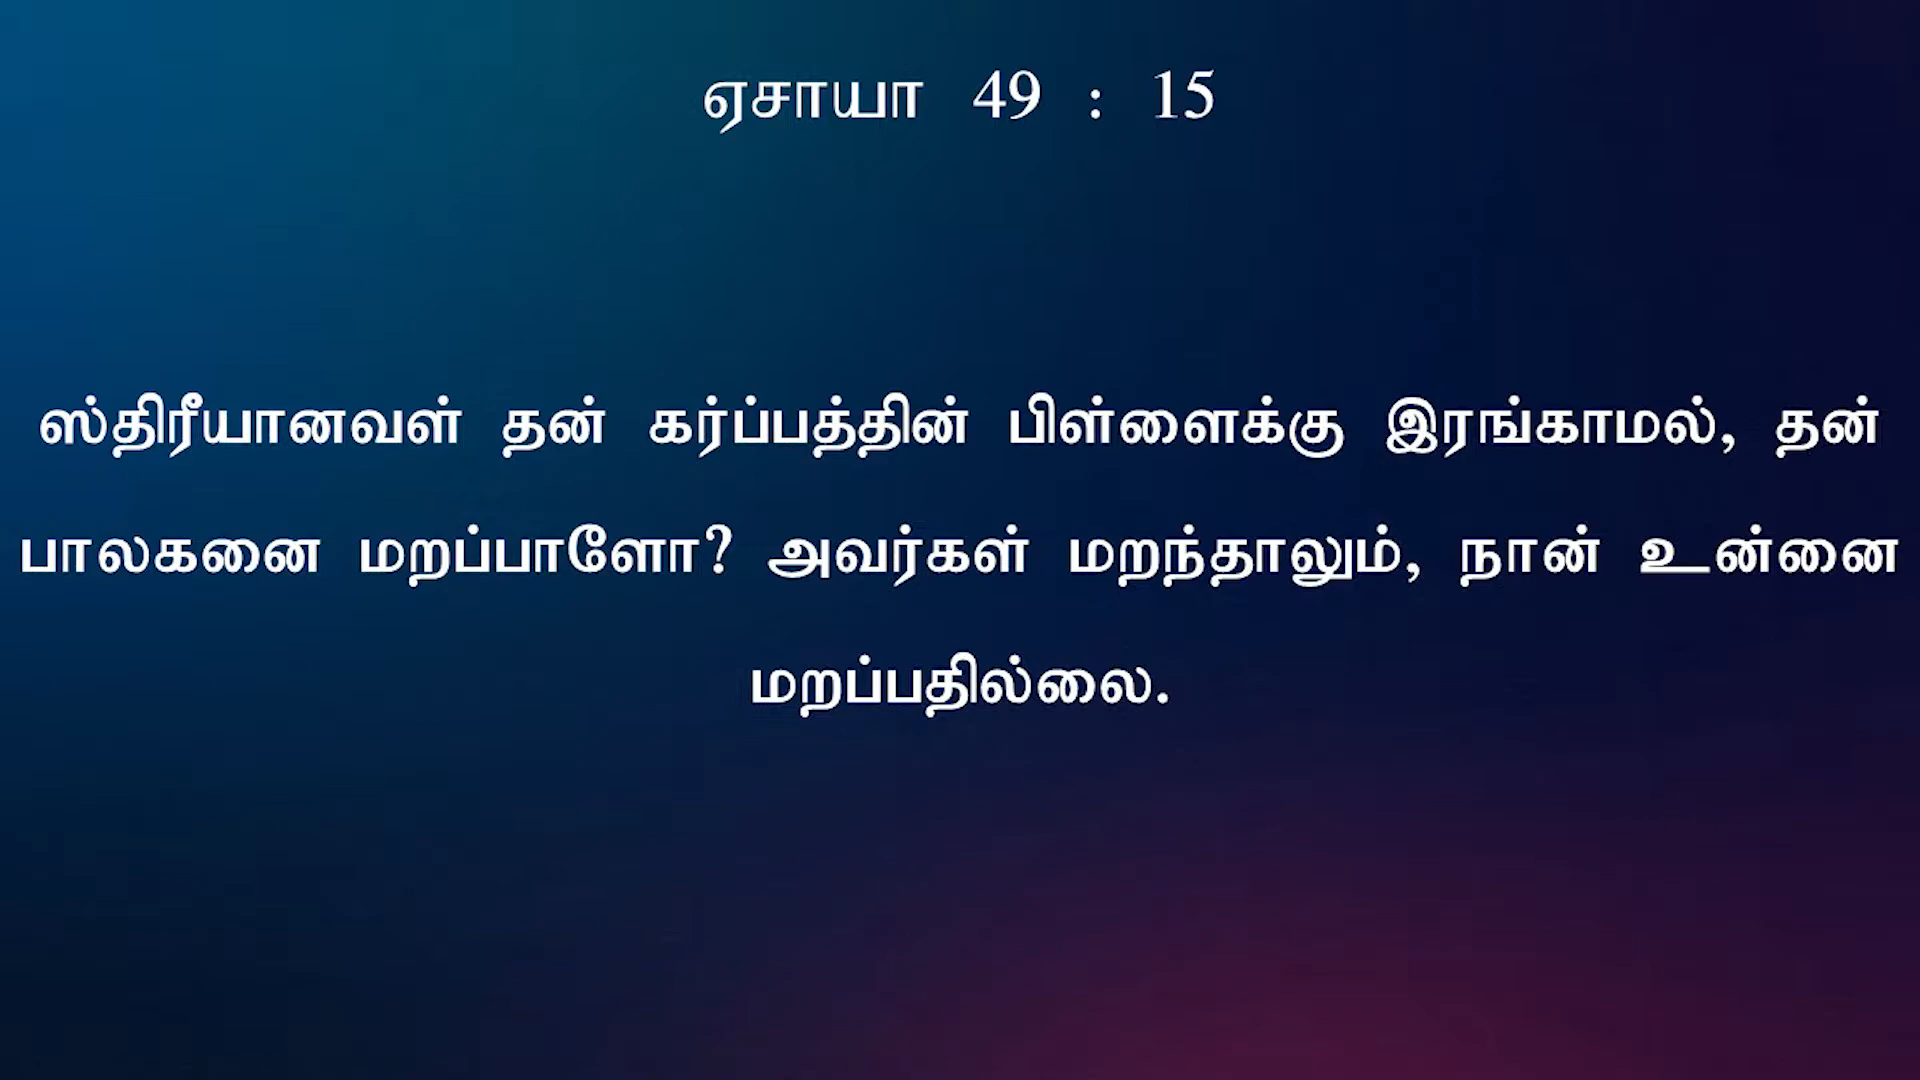 ஏசாயா 49 : 15
ஸ்திரீயானவள் தன் கர்ப்பத்தின் பிள்ளைக்கு இரங்காமல், தன்
பாலகனை மறப்பாளோ? அவர்கள் மறந்தாலும், நான் உன்னை
மறப்பதில்லை.